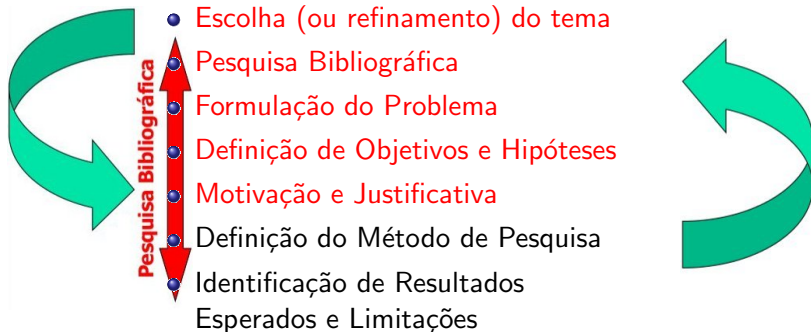 Escolha (ou refinamento) do tema
Pesquisa Bibliográfica
Formulação do Problema
Definição de Objetivos e Hipóteses
Motivação e Justificativa
Definição do Método de Pesquisa
Identificação de Resultados
Esperados e Limitações
Pesquisa Bibliográfica